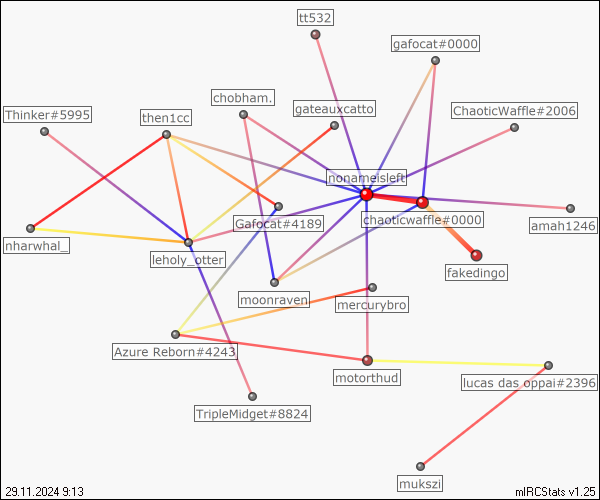 tt532
gafocat#0000
chobham.
gateauxcatto
ChaoticWaffle#2006
Thinker#5995
then1cc
nonameisleft
chaoticwaffle#0000
Gafocat#4189
amah1246
nharwhal_
leholy_otter
fakedingo
moonraven
mercurybro
Azure Reborn#4243
motorthud
lucas das oppai#2396
TripleMidget#8824
mukszi
29.11.2024 9:13
mIRCStats v1.25